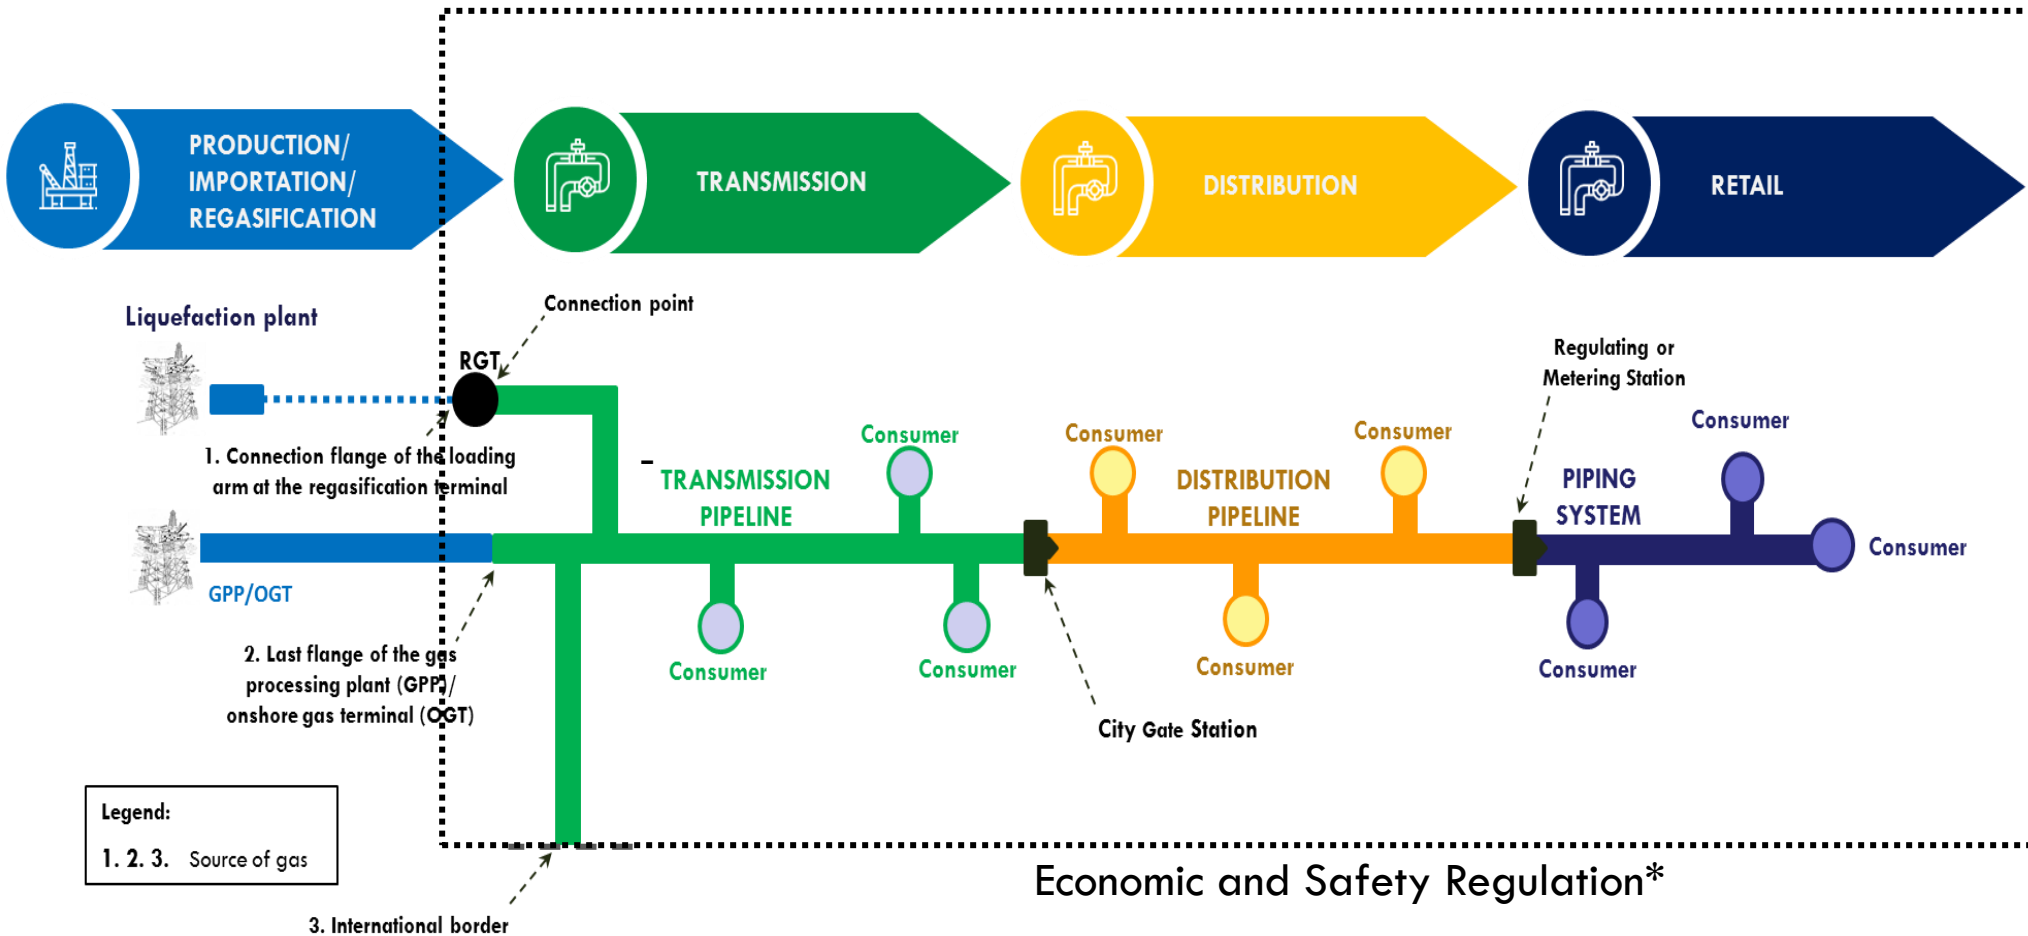 PRODUCTION/
IMPORTATION/
REGASIFICATION
TRANSMISSION
DISTRIBUTION
RETAIL
Liquefaction plant
Connection point
RGT
Regulating or
Metering Station
1. Connection flange of the loading
arm at the regasification terminal
–
TRANSMISSION
PIPELINE
Consumer
Consumer
DISTRIBUTION
PIPELINE
Consumer
PIPING
SYSTEM
Consumer
Consumer
GPP/OGT
2. Last flange of the gas
processing plant (GPP)/
onshore gas terminal (OGT)
Consumer
Consumer
Consumer
Consumer
City Gate Station
Legend:
1. 2. 3. Source of gas
3. International border
Economic and Safety Regulation*